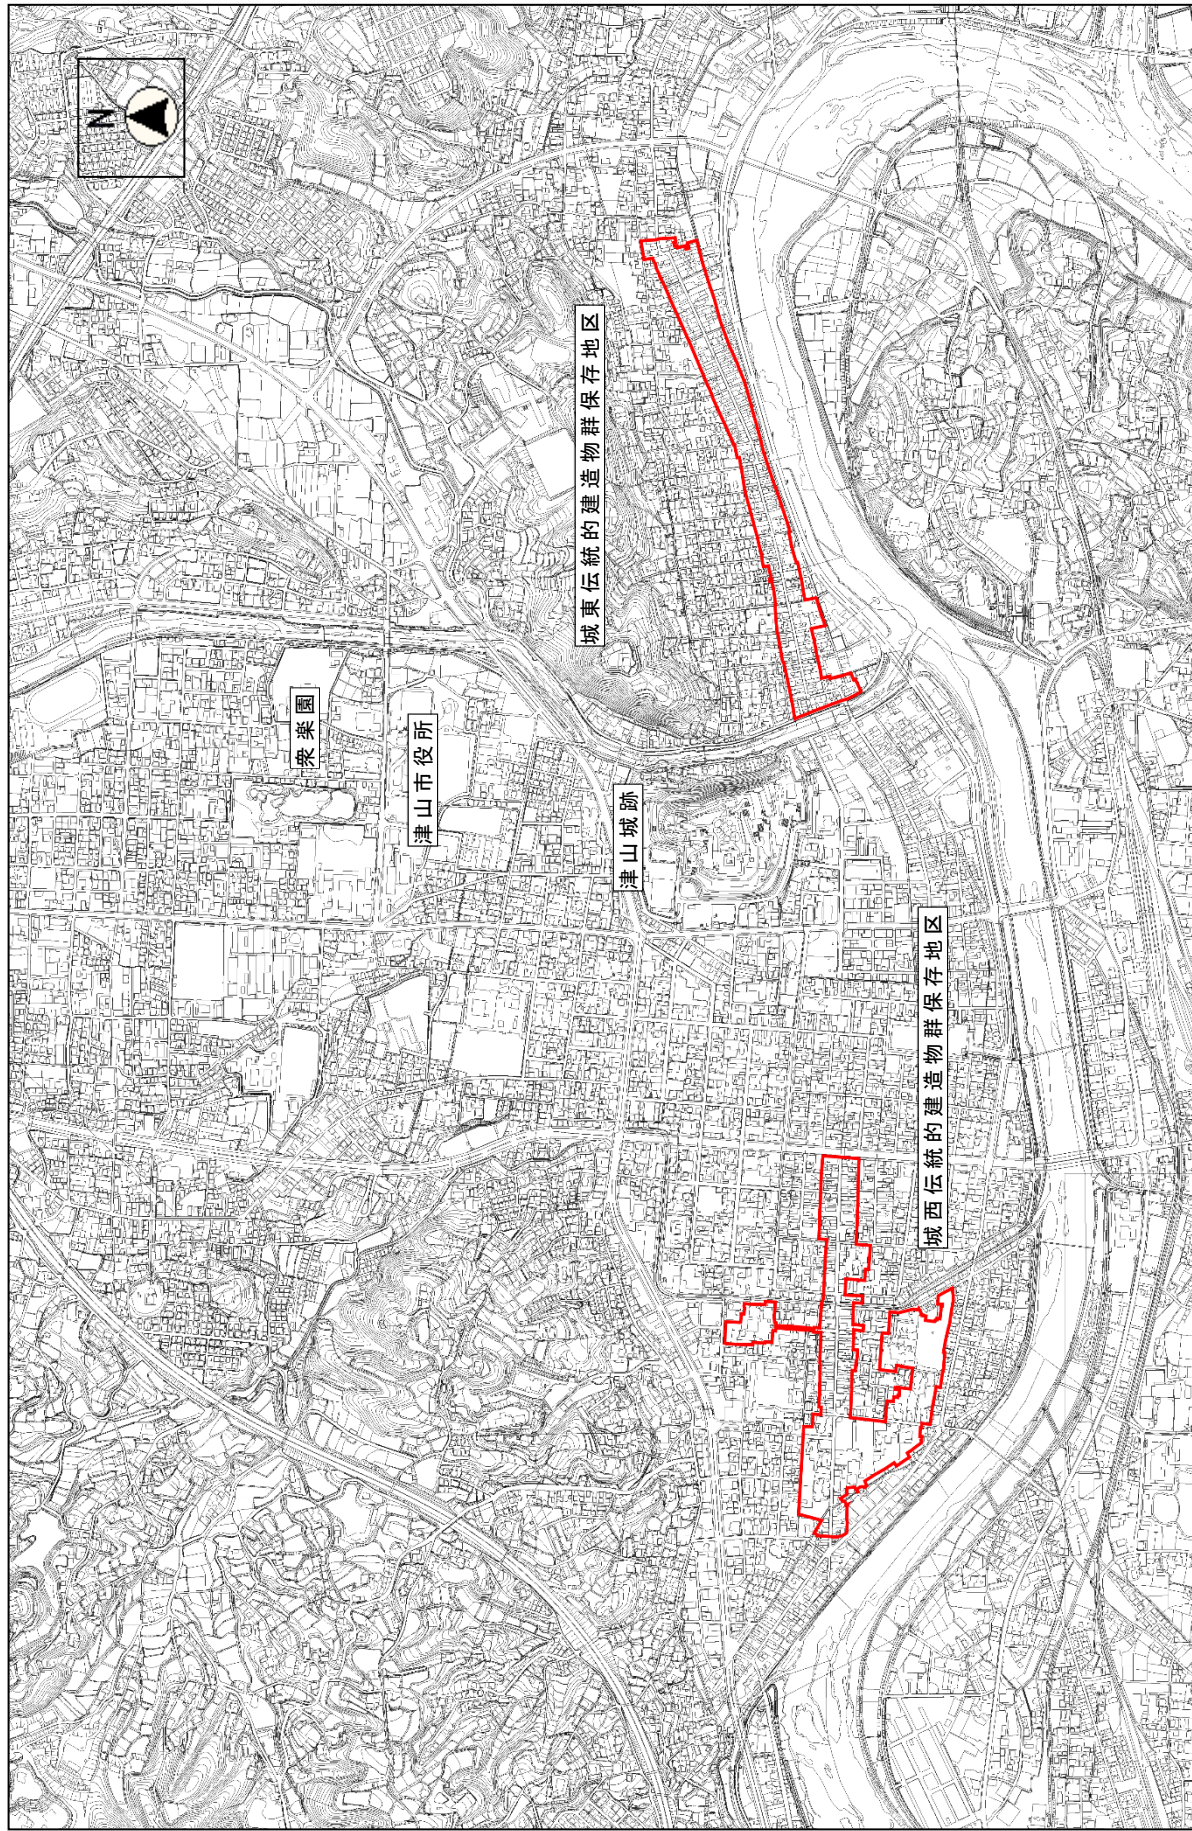 N
衆楽園
津山市役所
城東伝統的建造物群保存地区
津山城跡
城西伝統的建造物群保存地区